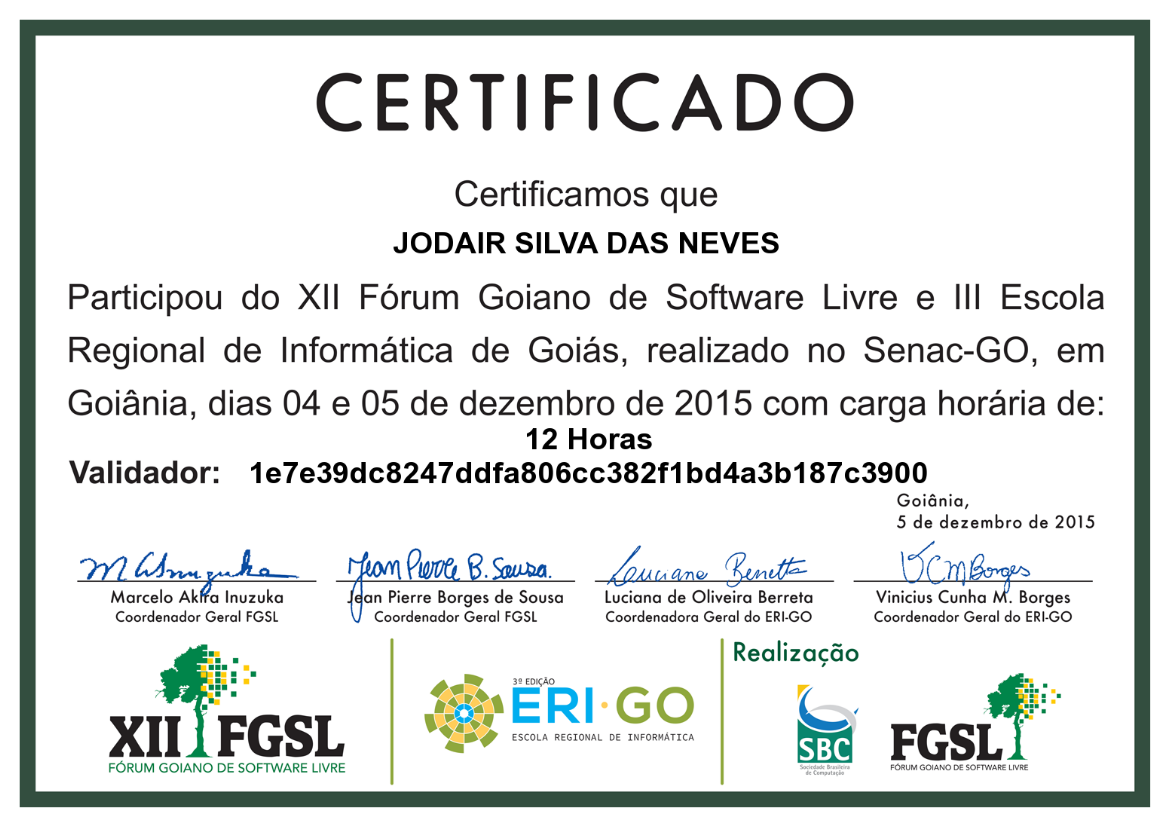 CERTIFICADO
Certificamos que
JODAIR SILVA DAS NEVES
Participou do XII Fórum Goiano de Software Livre e III Escola
Regional de Informática de Goiás, realizado no Senac-GO, em
Goiânia, dias 04 e 05 de dezembro de 2015 com carga horária de:
12 Horas
Validador: 1e7e39dc8247ddfa806cc382f1bd4a3b187c3900
Goiânia,
5 de dezembro de 2015
Jean Pierre B. Sousa.
Luciana Berretta
VCMBorges
Marcelo Akira Inuzuka
Coordenador Geral FGSL
Jean Pierre Borges de Sousa
Coordenador Geral FGSL
Luciana de Oliveira Berreta
Coordenadora Geral do ERI-GO
Vinicius Cunha M. Borges
Coordenador Geral do ERI-GO
XII FGSL
FÓRUM GOIANO DE SOFTWARE LIVRE
3ª EDIÇÃO
ERI·GO
ESCOLA REGIONAL DE INFORMÁTICA
Realização
SBC
Sociedade Brasileira
de Computação
FGSL
FÓRUM GOIANO DE SOFTWARE LIVRE